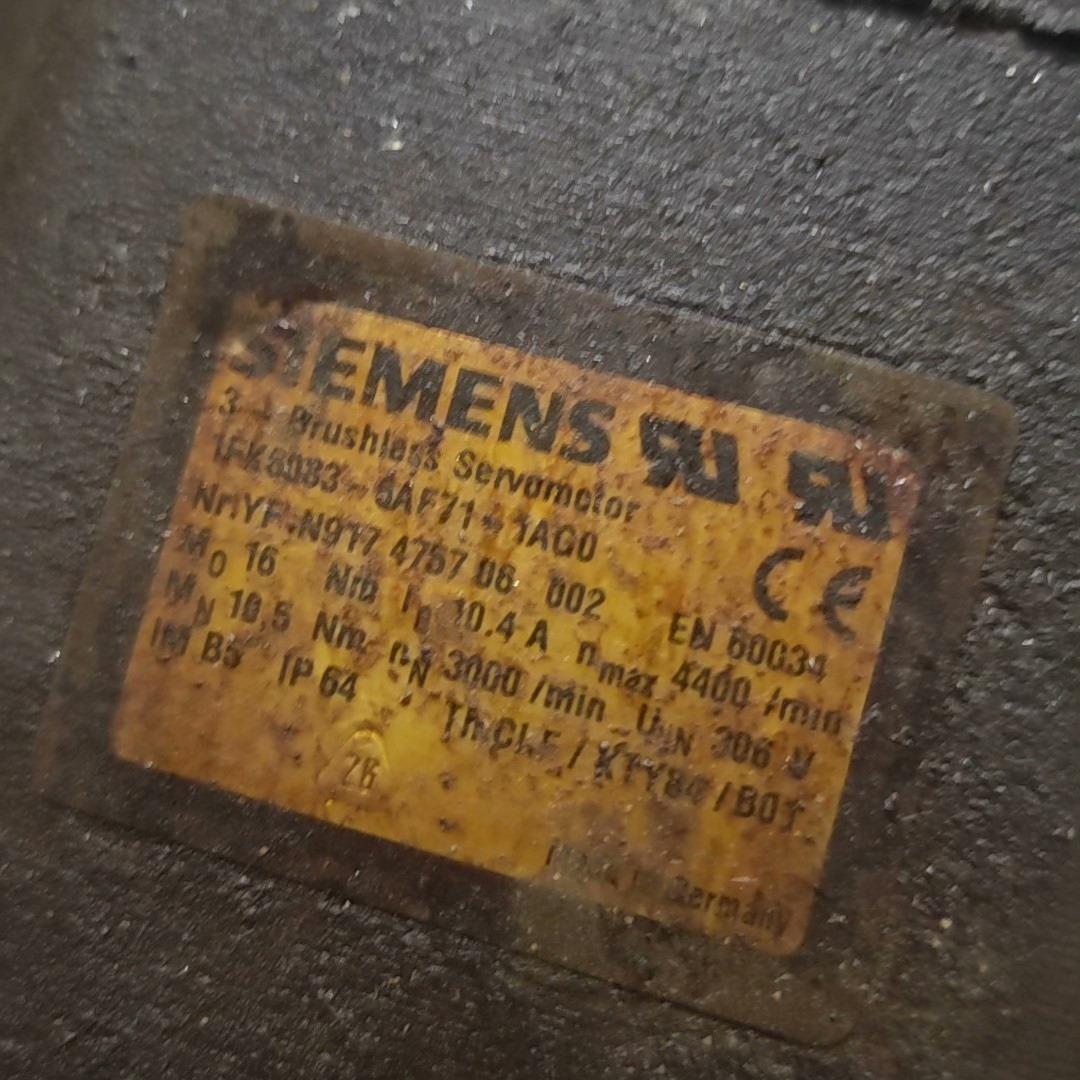 SIEMENS
3 ~ Brushless Servomotor
1FK6083-6AF71-1AG0
Nr. YF N917 4757 06 002 EN 60034
M0 16 Nm I0 10.4 A nmax 4400 /min
MN 10,5 Nm nN 3000 /min UiN 306 V
IM B5 IP 64 Th.Cl.F / KTY84 / B01
26
Made in Germany